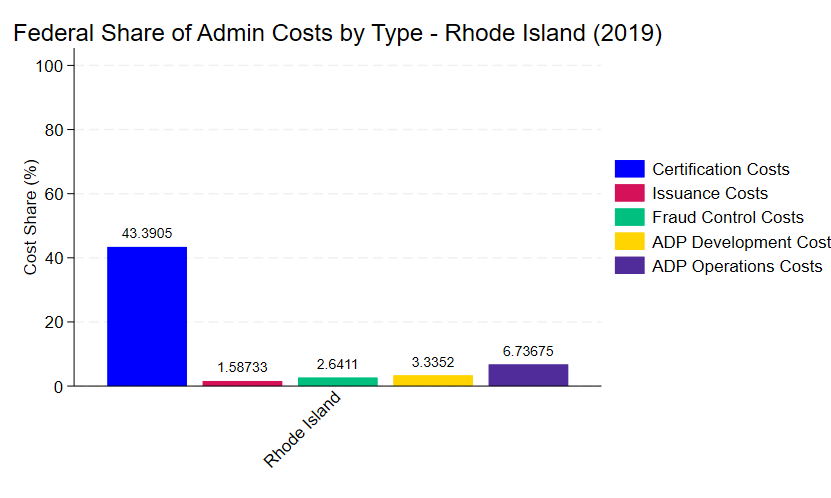 Federal Share of Admin Costs by Type - Rhode Island (2019)
100
80
60
40
20
0
Cost Share (%)
43.3905
1.58733
2.6411
3.3352
6.73675
Rhode Island
Certification Costs
Issuance Costs
Fraud Control Costs
ADP Development Cost
ADP Operations Costs